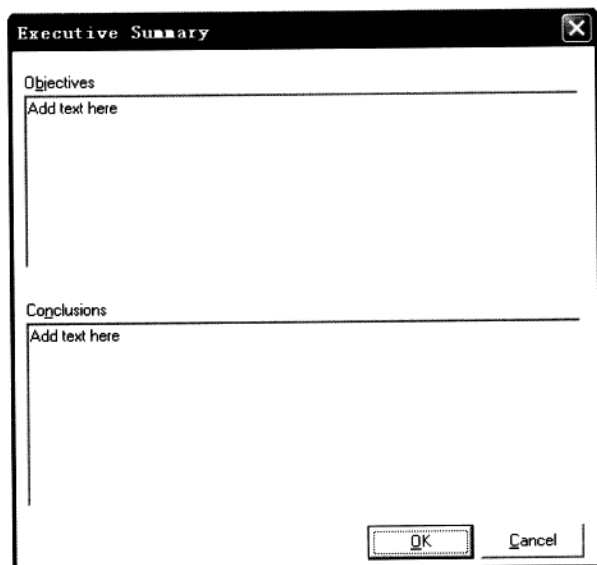 Executive Summary
Objectives
Add text here
Conclusions
Add text here
OK
Cancel